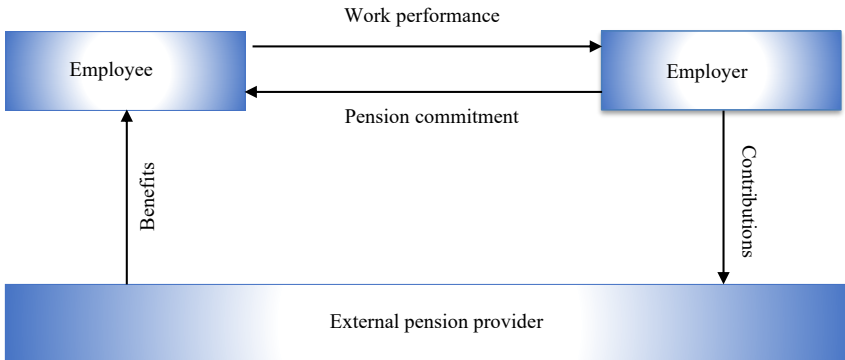 Work performance
Employee
Employer
Pension commitment
Benefits
Contributions
External pension provider